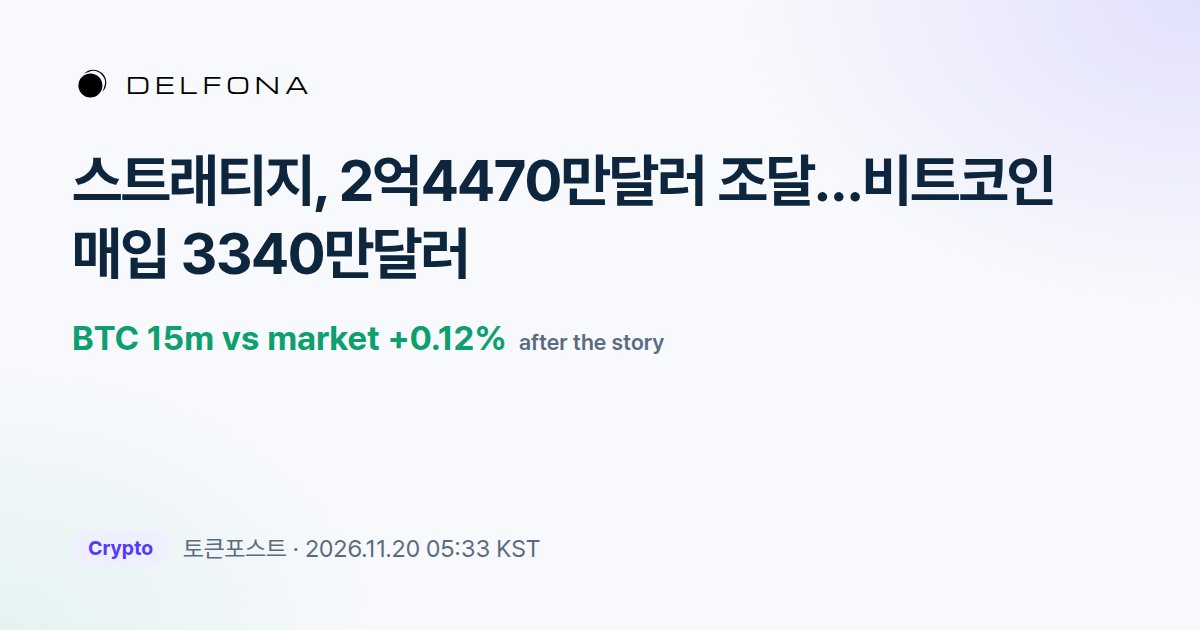 DELFONA
스트래티지, 2억4470만달러 조달...비트코인
매입 3340만달러
BTC 15m vs market +0.12% after the story
Crypto 토큰포스트 · 2026.11.20 05:33 KST